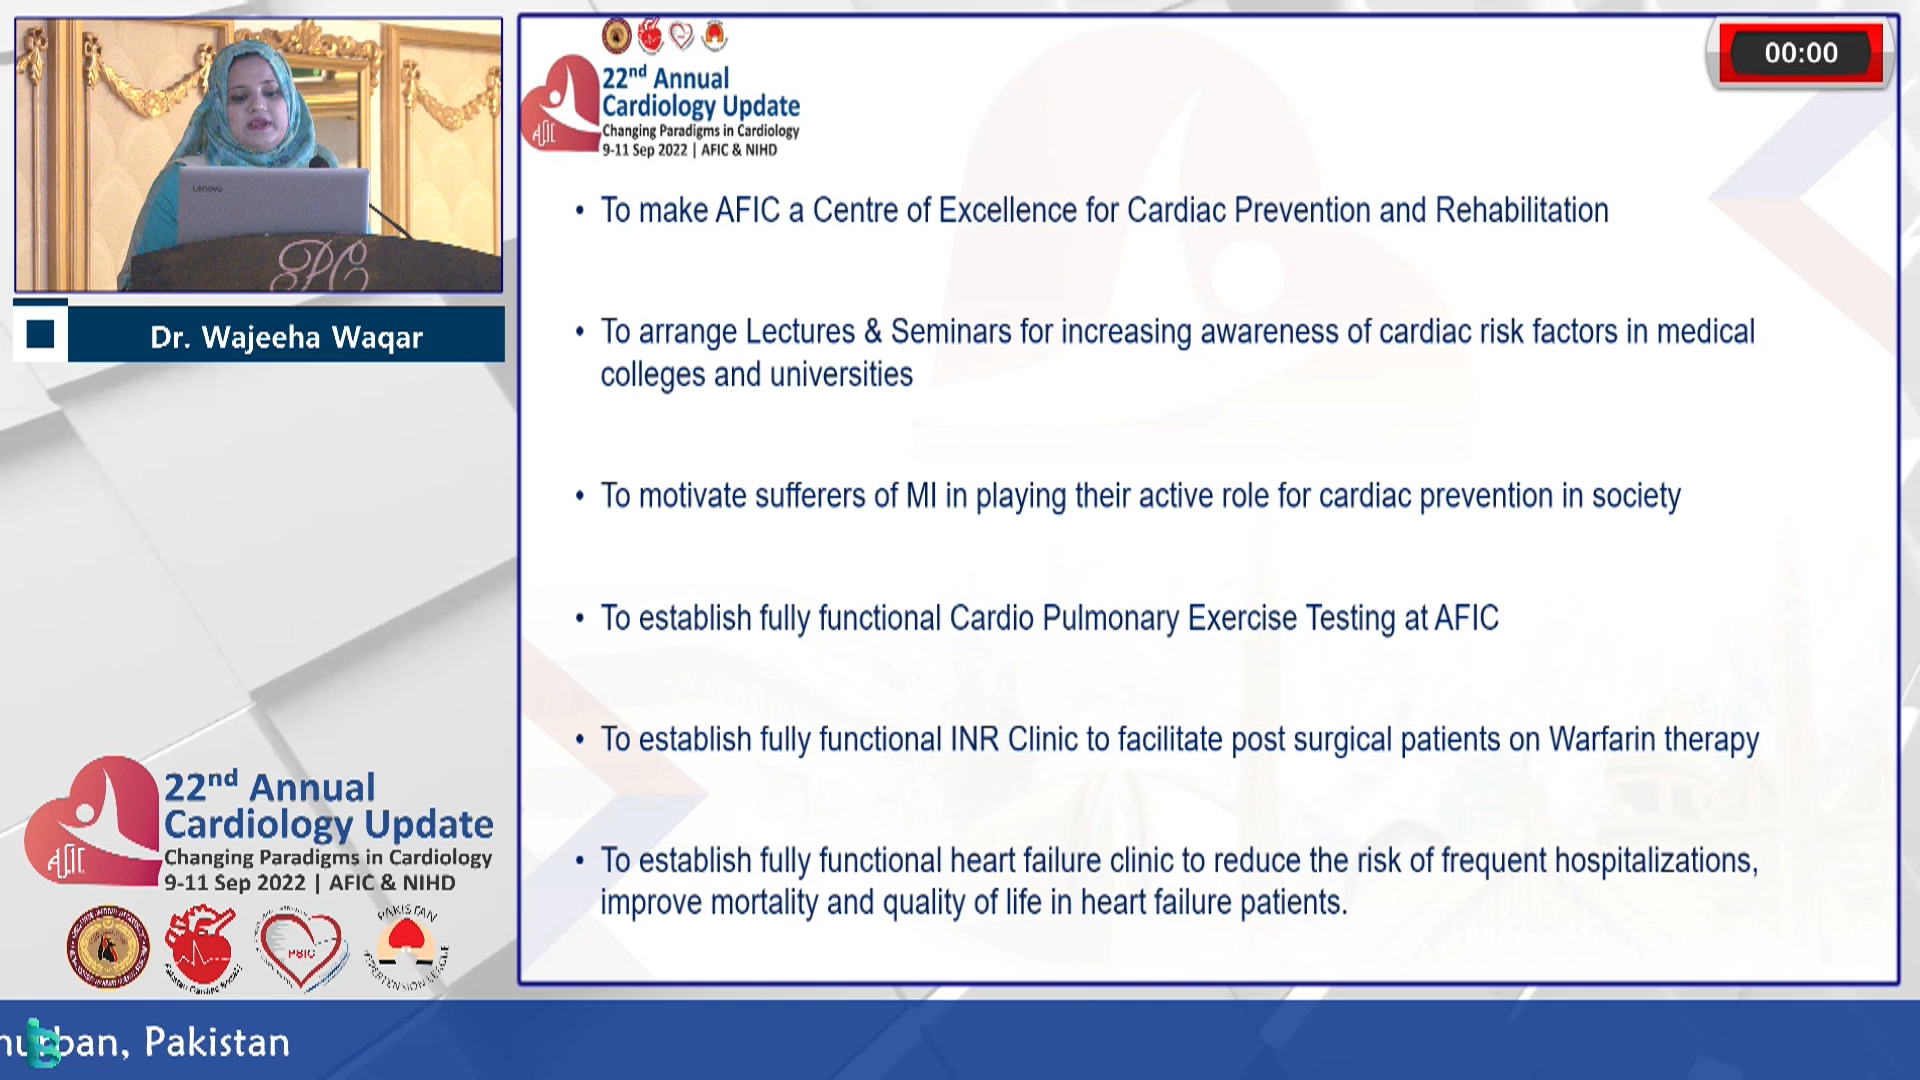 Lenovo
PC
Dr. Wajeeha Waqar
22nd Annual
Cardiology Update
Changing Paradigms in Cardiology
9-11 Sep 2022 | AFIC & NIHD
AFIC
00:00
• To make AFIC a Centre of Excellence for Cardiac Prevention and Rehabilitation
• To arrange Lectures & Seminars for increasing awareness of cardiac risk factors in medical
colleges and universities
• To motivate sufferers of MI in playing their active role for cardiac prevention in society
• To establish fully functional Cardio Pulmonary Exercise Testing at AFIC
• To establish fully functional INR Clinic to facilitate post surgical patients on Warfarin therapy
• To establish fully functional heart failure clinic to reduce the risk of frequent hospitalizations,
improve mortality and quality of life in heart failure patients.
22nd Annual
Cardiology Update
Changing Paradigms in Cardiology
9-11 Sep 2022 | AFIC & NIHD
AFIC
PSIC
PAKISTAN
HYPERTENSION LEAGUE
ban, Pakistan